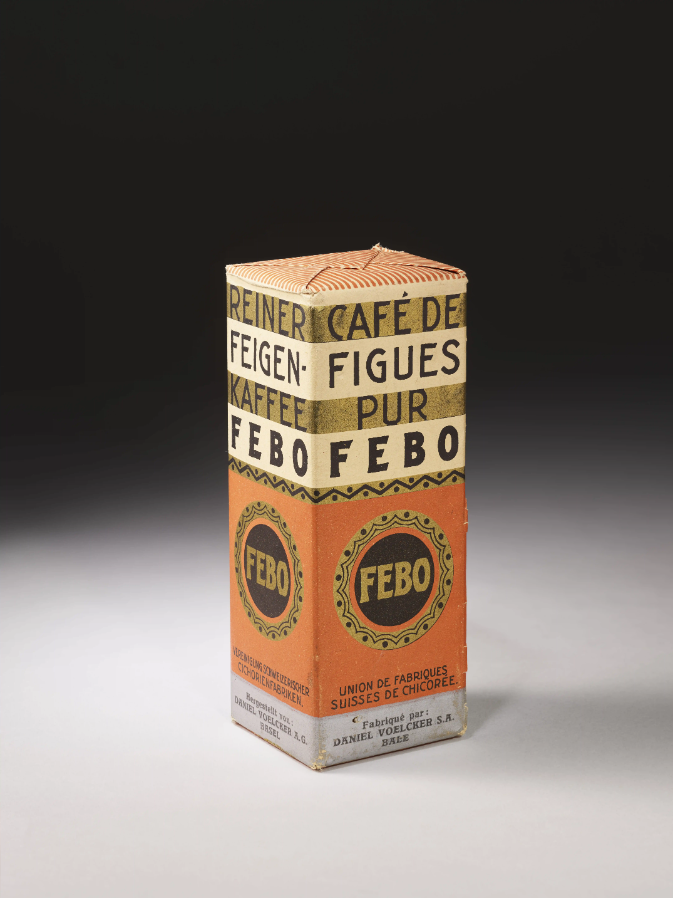 REINER
FEIGEN-
KAFFEE
FEBO
FEBO
VEREINIGUNG SCHWEIZERISCHER
CICHORIENFABRIKEN.
Hergestellt von:
DANIEL VOELCKER A.G.
BASEL
CAFÉ DE
FIGUES
PUR
FEBO
FEBO
UNION DE FABRIQUES
SUISSES DE CHICORÉE.
Fabriqué par:
DANIEL VOELCKER S.A.
BALE